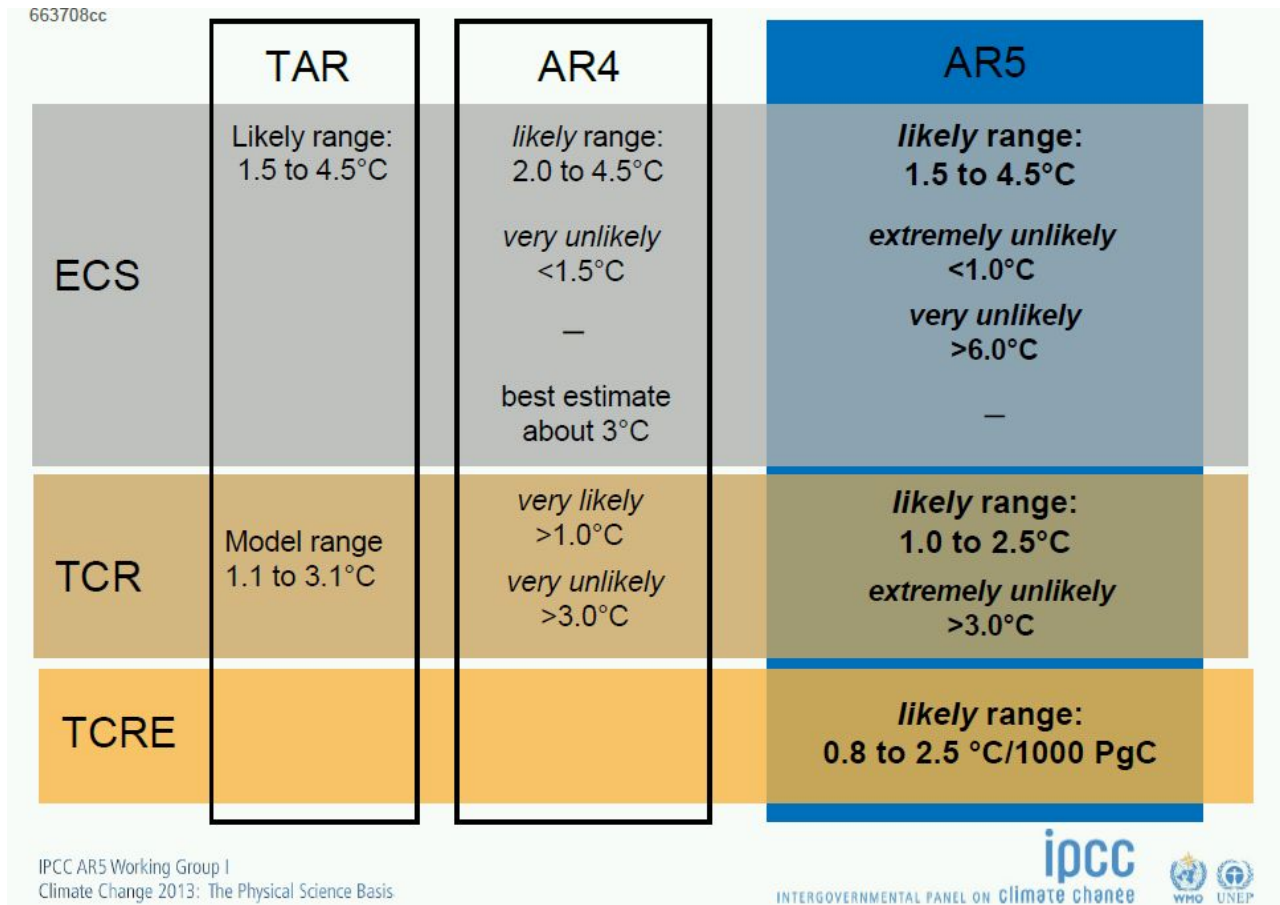 663708cc
TAR
AR4
AR5
ECS
Likely range:
1.5 to 4.5°C
likely range:
2.0 to 4.5°C
very unlikely
<1.5°C
–
best estimate
about 3°C
likely range:
1.5 to 4.5°C
extremely unlikely
<1.0°C
very unlikely
>6.0°C
–
TCR
Model range
1.1 to 3.1°C
very likely
>1.0°C
very unlikely
>3.0°C
likely range:
1.0 to 2.5°C
extremely unlikely
>3.0°C
TCRE
likely range:
0.8 to 2.5 °C/1000 PgC
IPCC AR5 Working Group I
Climate Change 2013: The Physical Science Basis
ipcc
INTERGOVERNMENTAL PANEL ON climate change
WMO
UNEP